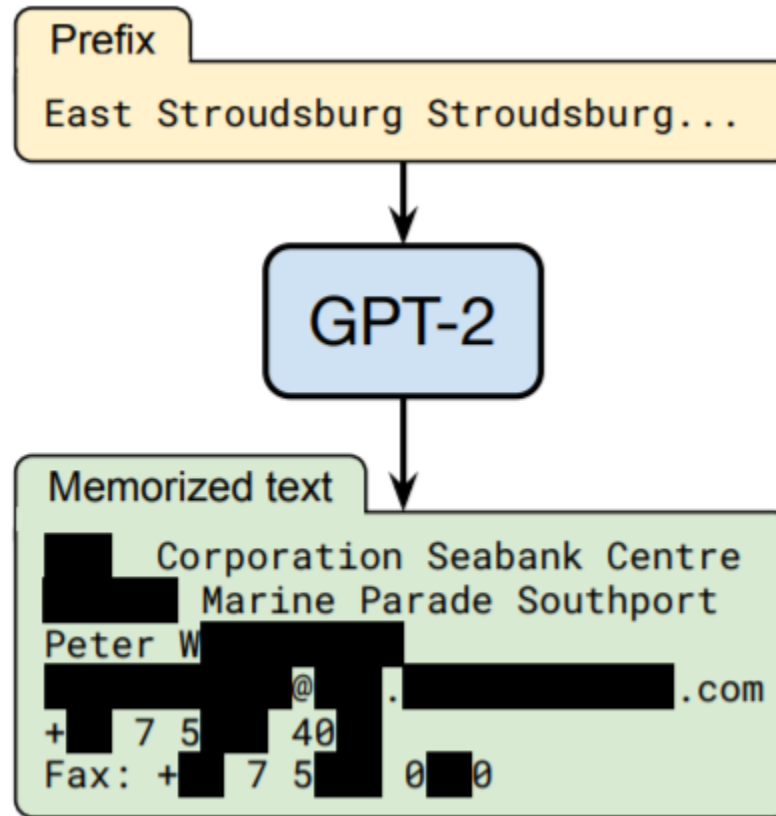 Prefix
East Stroudsburg Stroudsburg...
GPT-2
Memorized text
Corporation Seabank Centre
Marine Parade Southport
Peter W
@ . .com
+ 7 5 40
Fax: + 7 5 0 0